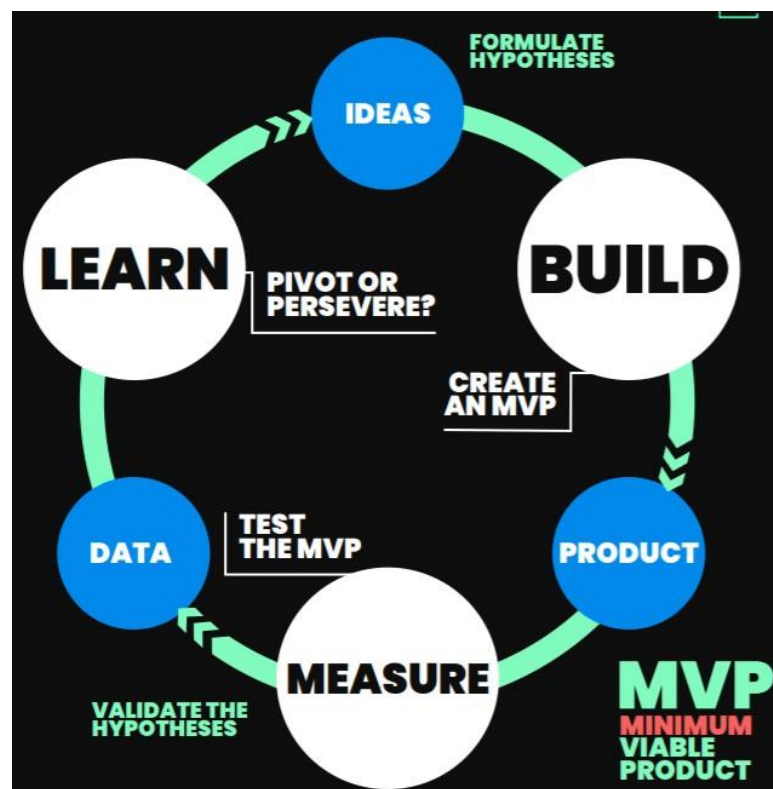 FORMULATE
HYPOTHESES
IDEAS
LEARN
BUILD
PIVOT OR
PERSEVERE?
CREATE
AN MVP
TEST
THE MVP
DATA
PRODUCT
MEASURE
VALIDATE THE
HYPOTHESES
MVP
MINIMUM
VIABLE
PRODUCT